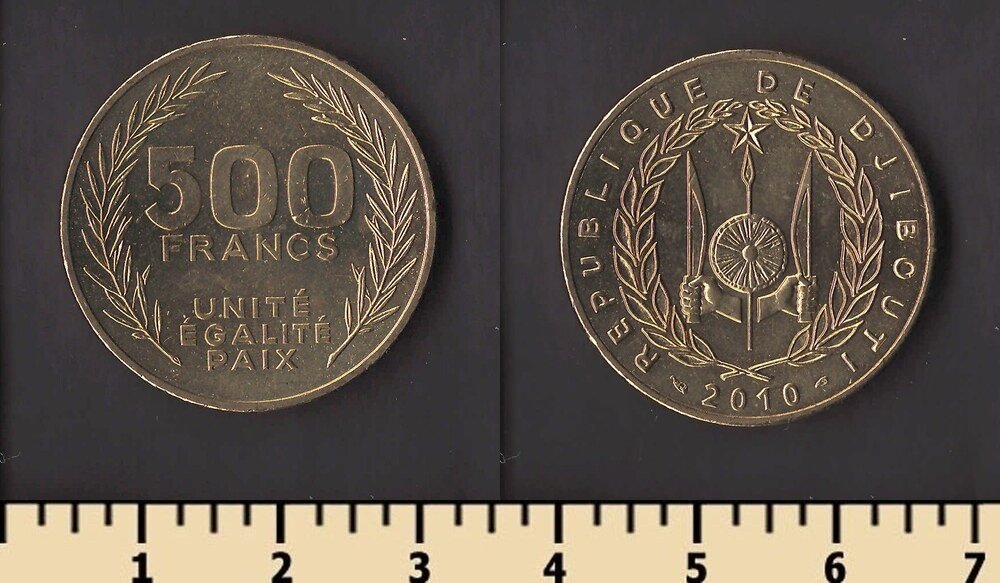 500
FRANCS
UNITÉ
ÉGALITÉ
PAIX
REPUBLIQUE DE DJIBOUTI
2010
1 2 3 4 5 6 7